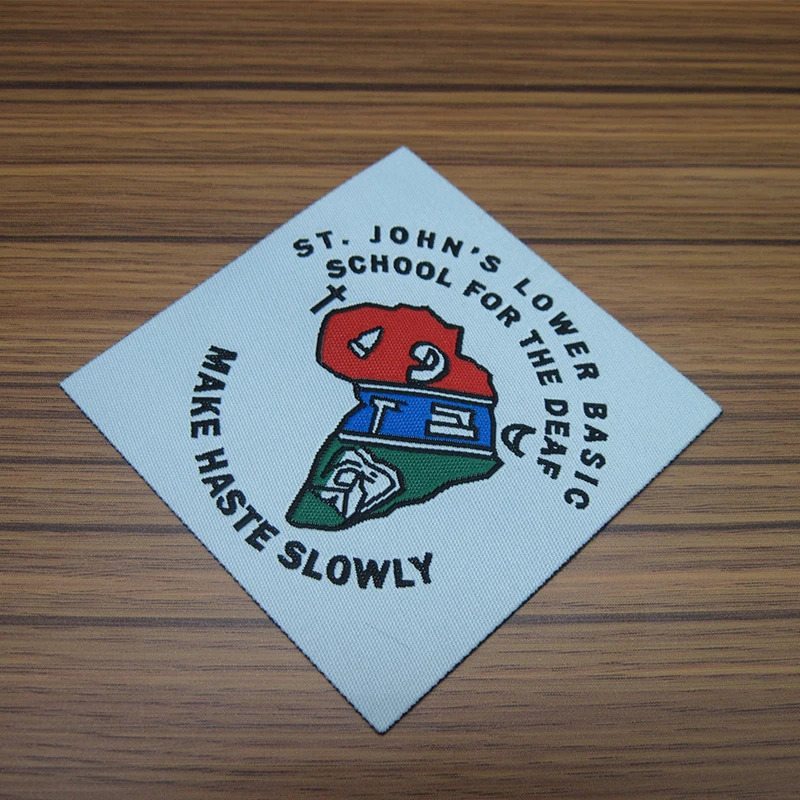 ST. JOHN'S LOWER BASIC
SCHOOL FOR THE DEAF
MAKE HASTE SLOWLY